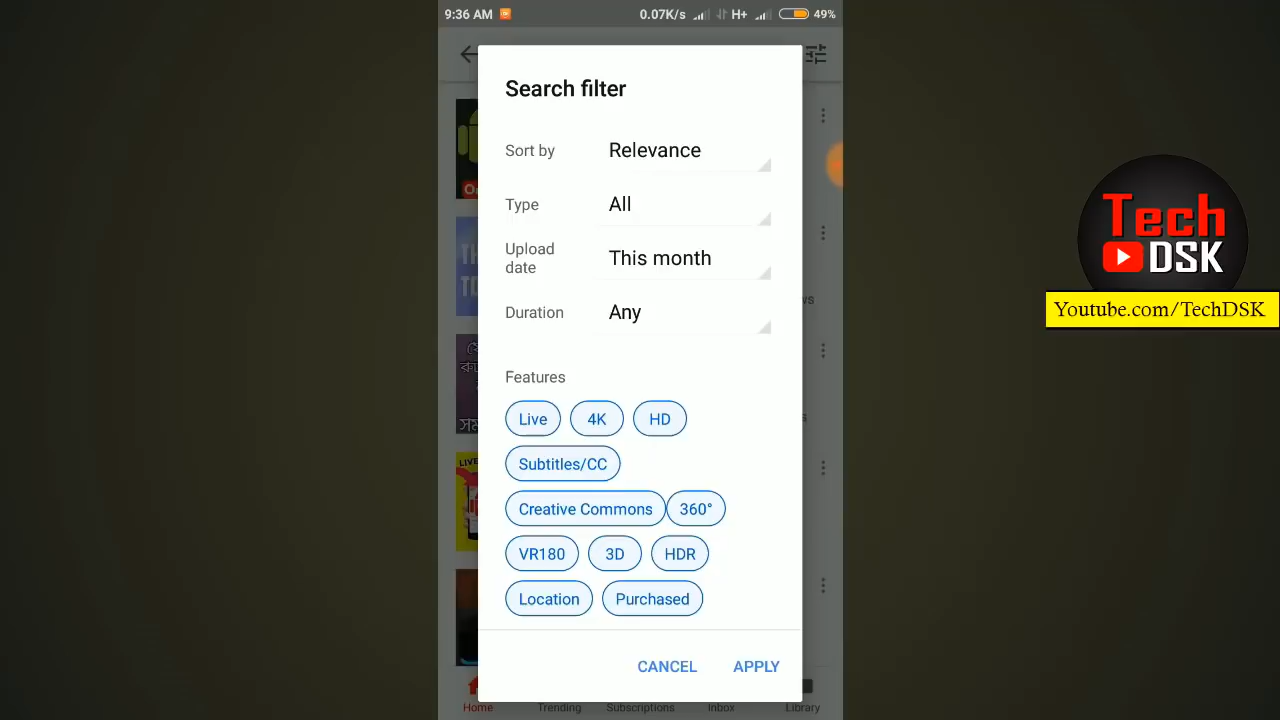 9:36 AM 0.07K/s H+ 49%
Search filter
Sort by Relevance
Type All
Upload
date
This month
Duration Any
Features
Live 4K HD
Subtitles/CC
Creative Commons 360°
VR180 3D HDR
Location Purchased
CANCEL APPLY
Home Trending Subscriptions Inbox Library
LIVE
Tech
DSK
Youtube.com/TechDSK